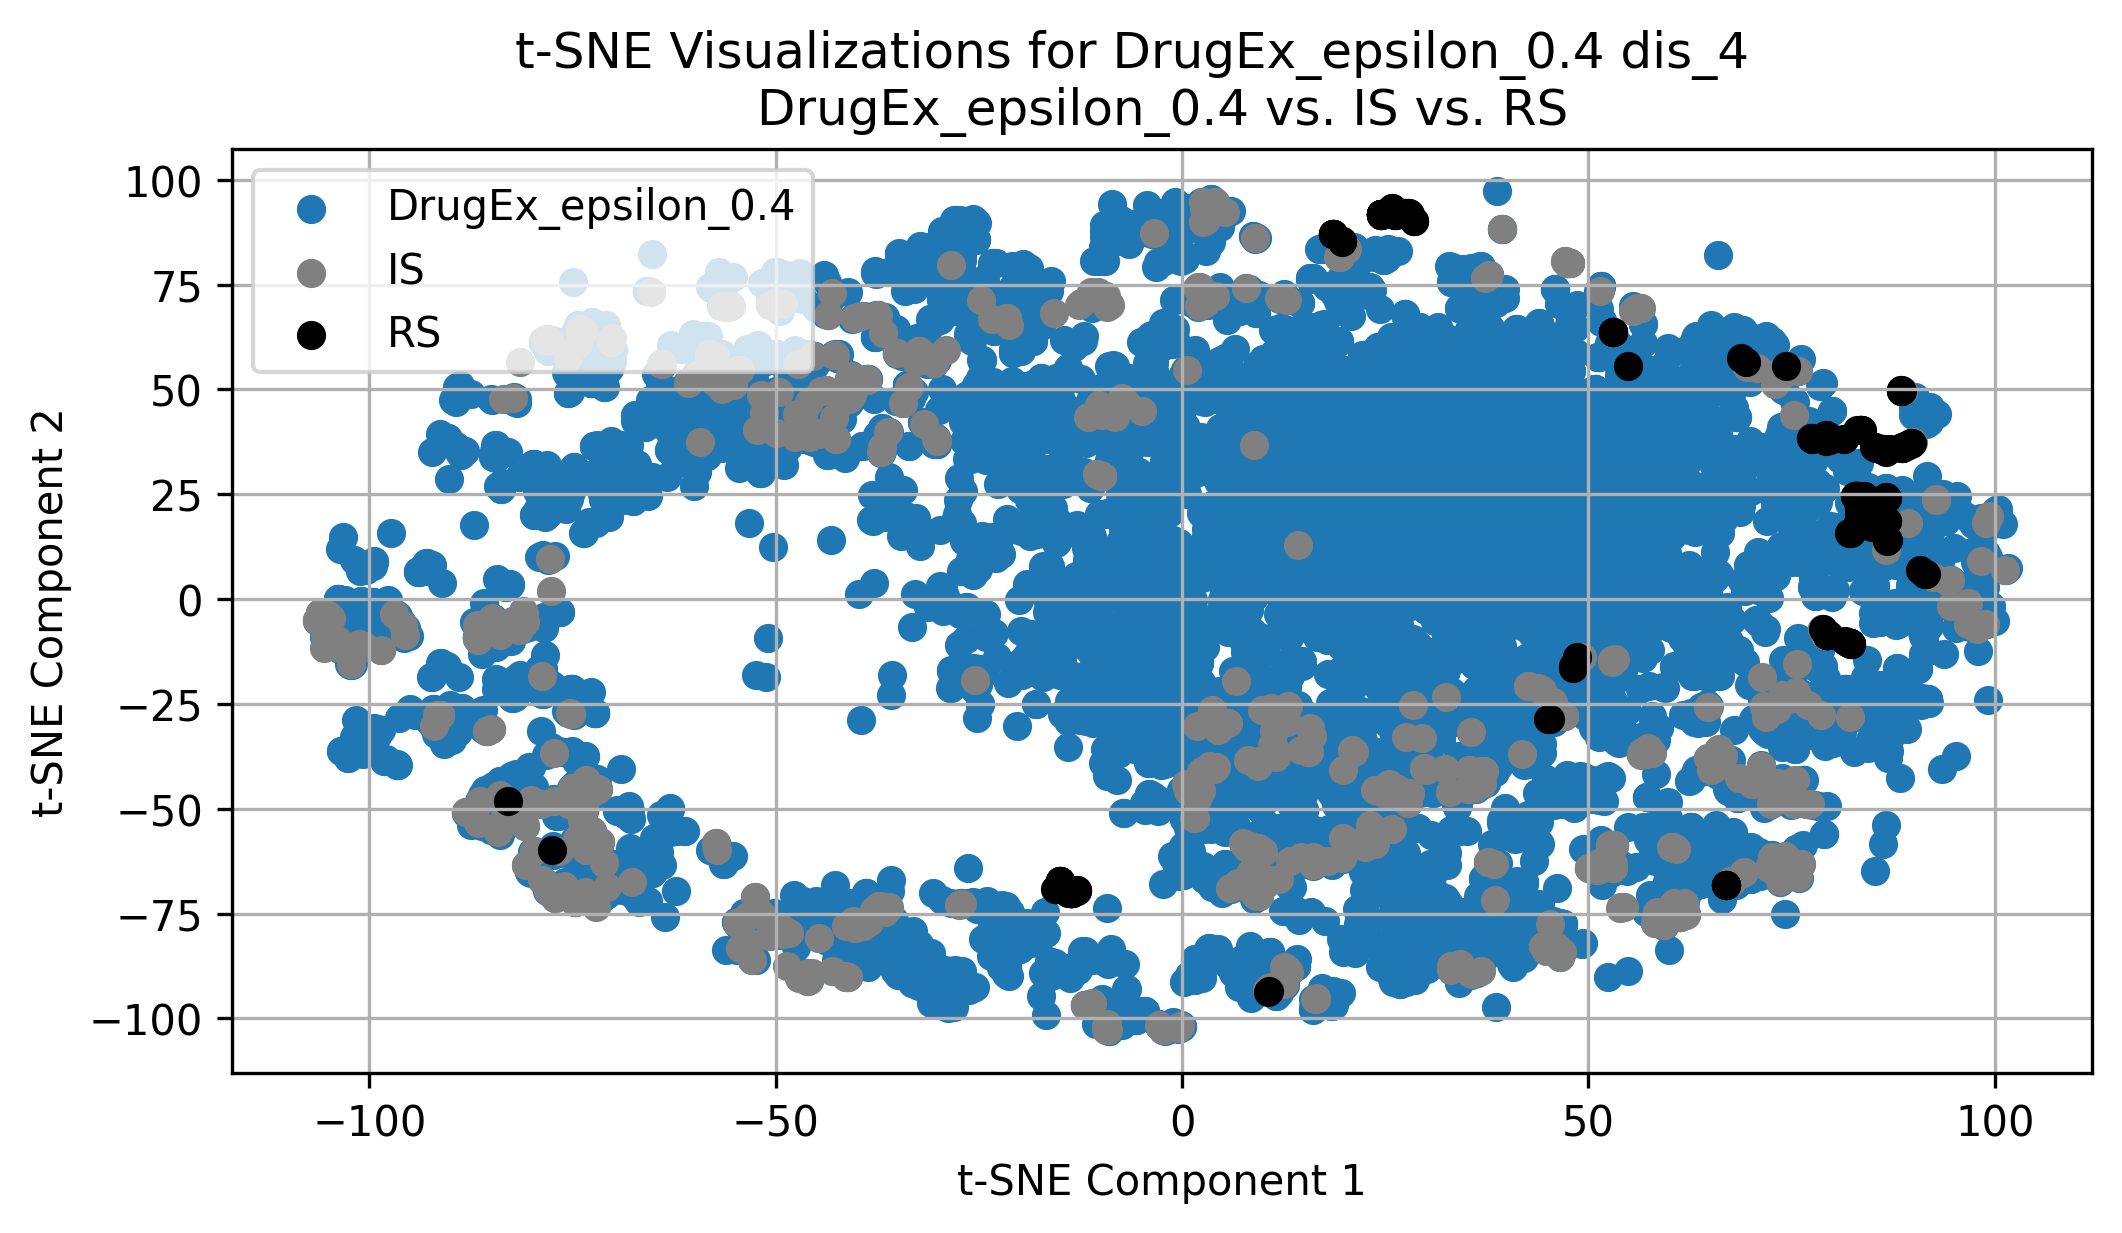 t-SNE Visualizations for DrugEx_epsilon_0.4 dis_4
DrugEx_epsilon_0.4 vs. IS vs. RS
DrugEx_epsilon_0.4
IS
RS
100
75
50
25
0
−25
−50
−75
−100
t-SNE Component 2
−100
−50
0
50
100
t-SNE Component 1